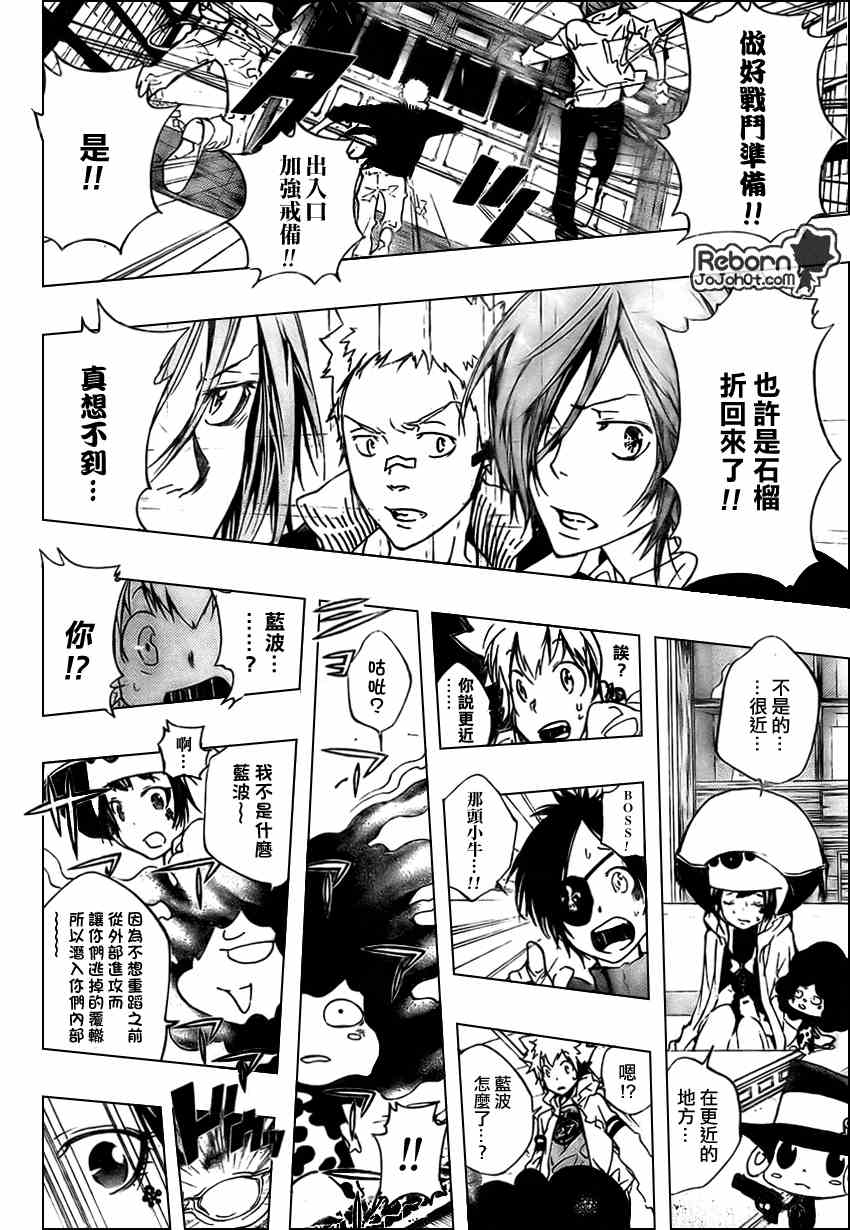 做好戰鬥準備!!
出入口
加強戒備!!
是!!
Reborn
JoJoHot.com
也許是石榴
折回來了!!
真想不到…
不是的…
…很近…
誒?
你說更近
BOSS!
那頭小牛…!!
在更近的
地方…
嗯!?
藍波
怎麼了…?
咕呲?
!!
藍波…
……?
你!?
啊…
我不是什麼
藍波~
因為不想重蹈之前
從外部進攻而
讓你們逃掉的覆轍
所以潛入你們內部
~